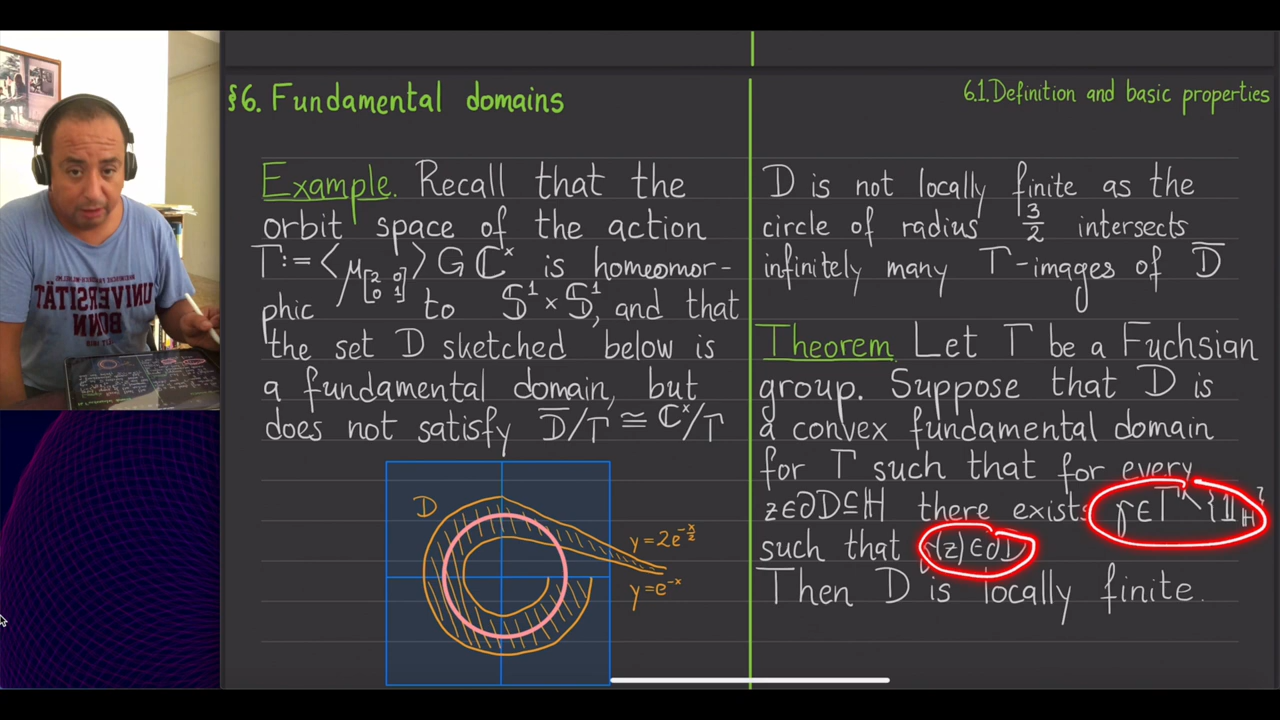 §6. Fundamental domains
6.1. Definition and basic properties
Example. Recall that the
orbit space of the action
Γ:=⟨μ[2 0; 0 1]⟩ G ℂˣ is homeomor-
phic to 𝕊¹×𝕊¹, and that
the set D sketched below is
a fundamental domain, but
does not satisfy D̅/Γ ≅ ℂˣ/Γ
D
y=2e^(-x/2)
y=e^(-x)
D is not locally finite as the
circle of radius 3/2 intersects
infinitely many Γ-images of D̅
Theorem. Let Γ be a Fuchsian
group. Suppose that D is
a convex fundamental domain
for Γ such that for every
z∈∂D⊆ℍ there exists γ∈Γ∖{𝟙_ℍ}
such that γ(z)∈∂D
Then D is locally finite.
UNIVERSITÄT
BONN